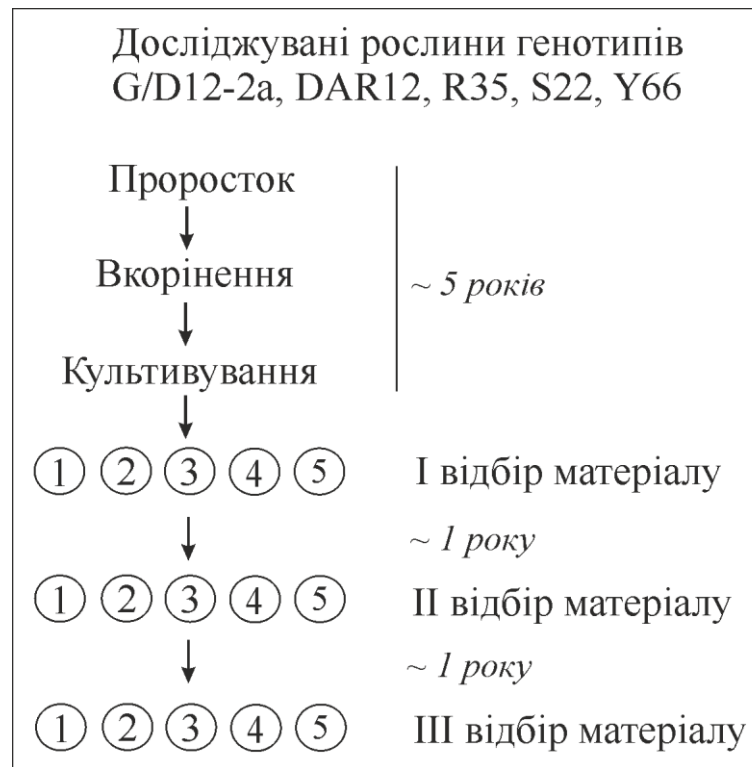 Досліджувані рослини генотипів
G/D12-2a, DAR12, R35, S22, Y66
Проросток
Вкорінення
~ 5 років
Культивування
1 2 3 4 5 I відбір матеріалу
~ 1 року
1 2 3 4 5 II відбір матеріалу
~ 1 року
1 2 3 4 5 III відбір матеріалу